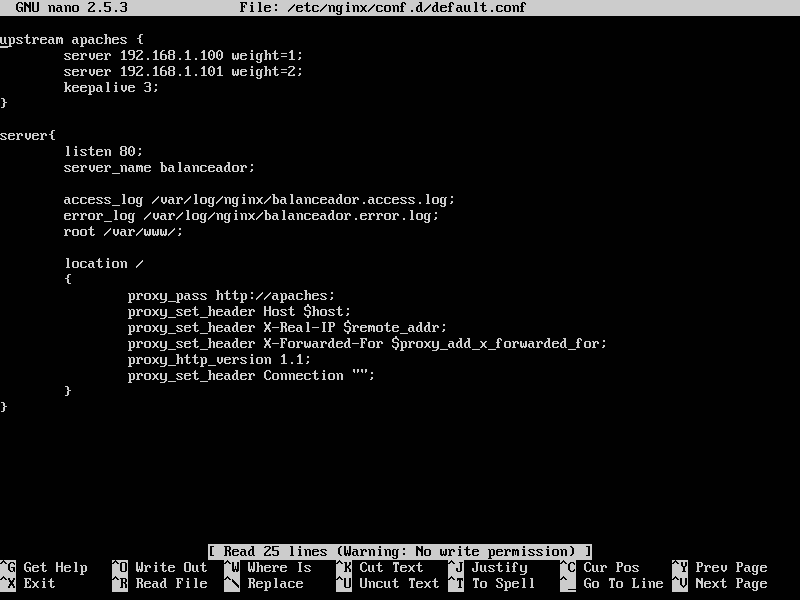 GNU nano 2.5.3 File: /etc/nginx/conf.d/default.conf
upstream apaches {
server 192.168.1.100 weight=1;
server 192.168.1.101 weight=2;
keepalive 3;
}
server{
listen 80;
server_name balanceador;
access_log /var/log/nginx/balanceador.access.log;
error_log /var/log/nginx/balanceador.error.log;
root /var/www/;
location /
{
proxy_pass http://apaches;
proxy_set_header Host $host;
proxy_set_header X-Real-IP $remote_addr;
proxy_set_header X-Forwarded-For $proxy_add_x_forwarded_for;
proxy_http_version 1.1;
proxy_set_header Connection "";
}
}
[ Read 25 lines (Warning: No write permission) ]
^G Get Help ^O Write Out ^W Where Is ^K Cut Text ^J Justify ^C Cur Pos ^Y Prev Page
^X Exit ^R Read File ^\ Replace ^U Uncut Text ^T To Spell ^_ Go To Line ^V Next Page